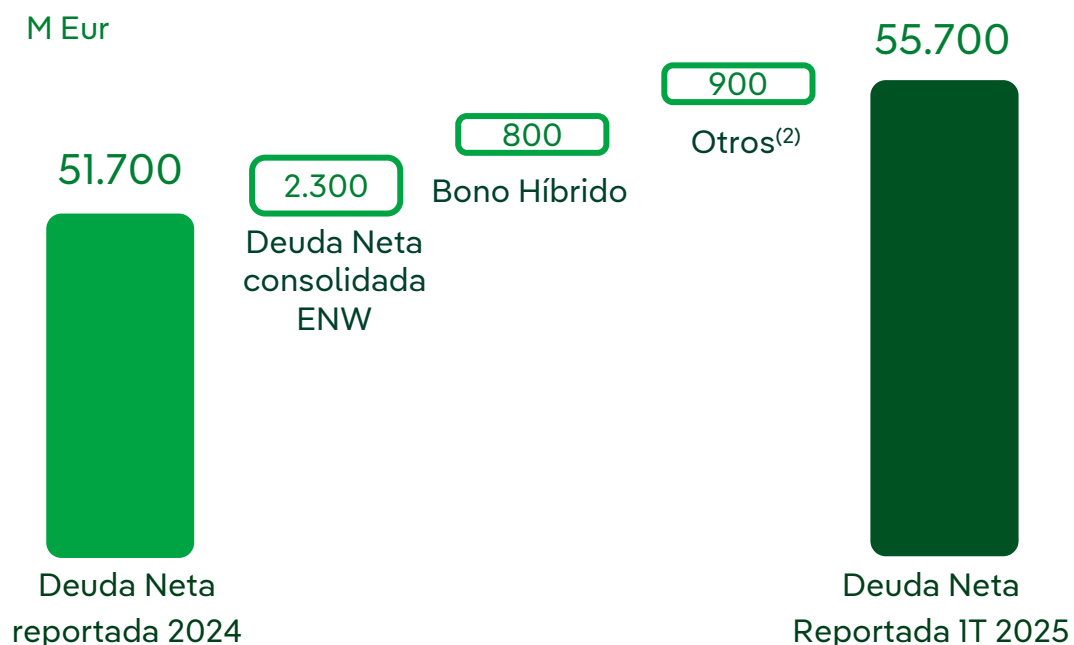 M Eur
51.700
Deuda Neta
reportada 2024
2.300
Deuda Neta
consolidada
ENW
800
Bono Híbrido
900
Otros(2)
55.700
Deuda Neta
Reportada 1T 2025